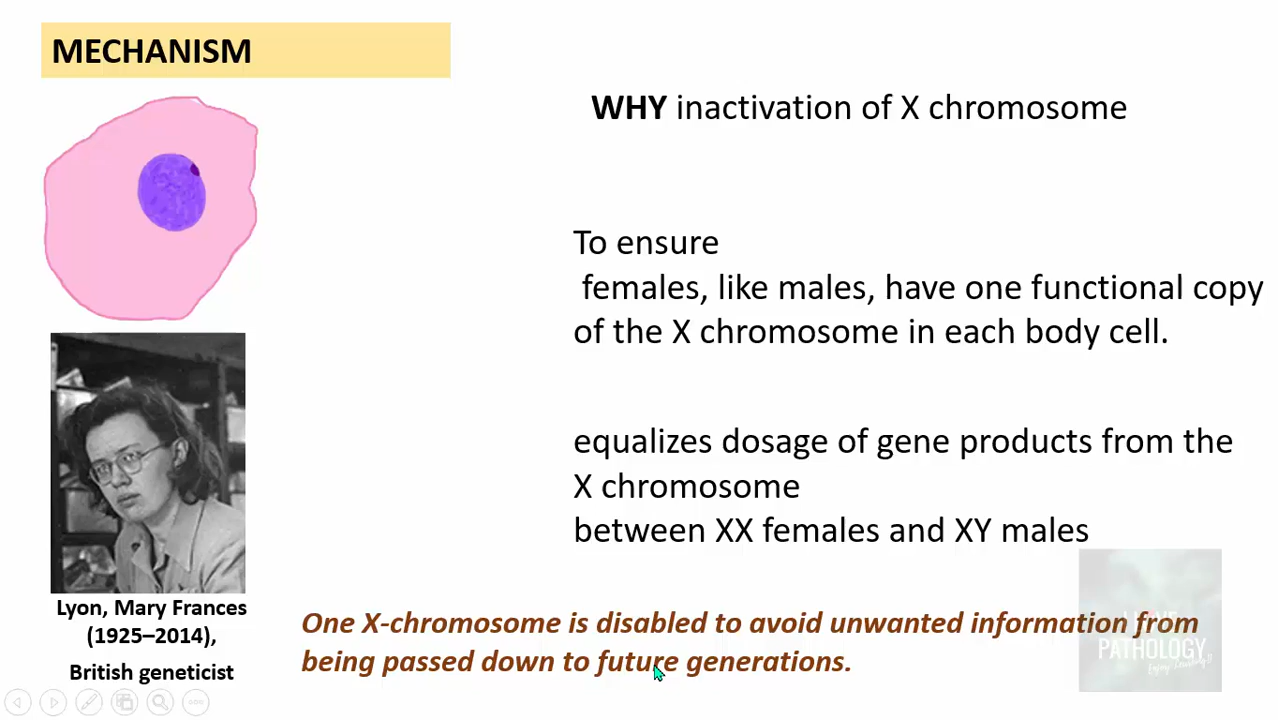 MECHANISM
WHY inactivation of X chromosome
To ensure
females, like males, have one functional copy
of the X chromosome in each body cell.
equalizes dosage of gene products from the
X chromosome
between XX females and XY males
Lyon, Mary Frances
(1925–2014),
British geneticist
One X-chromosome is disabled to avoid unwanted information from
being passed down to future generations.
PATHOLOGY